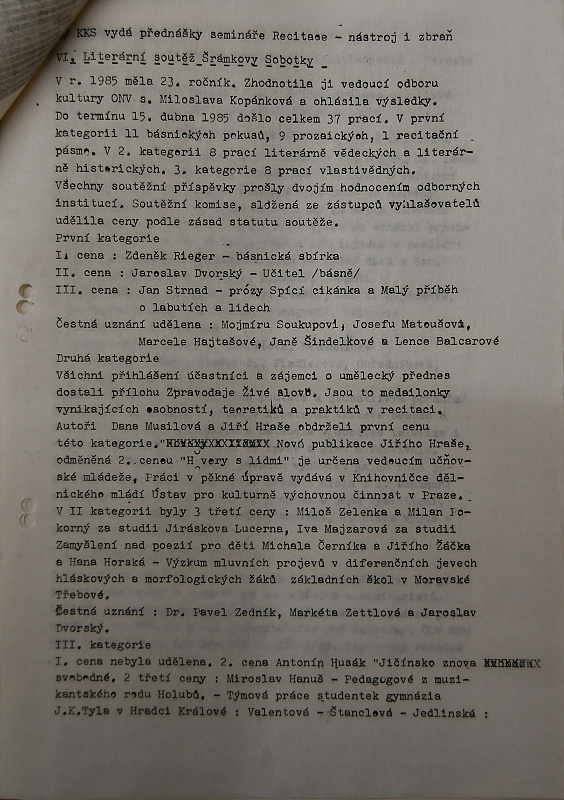 KKS vydá přednášky semináře Recitace - nástroj i zbraň
VI. Literární soutěž Šrámkovy Sobotky
V r. 1985 měla 23. ročník. Zhodnotila ji vedoucí odboru
kultury ONV s. Miloslava Kopánková a ohlásila výsledky.
Do termínu 15. dubna 1985 došlo celkem 37 prací. V první
kategorii 11 básnických pokusů, 9 prozaických, 1 recitační
pásmo. V 2. kategorii 8 prací literárně vědeckých a literár-
ně historických. 3. kategorie 8 prací vlastivědných.
Všechny soutěžní příspěvky prošly dvojím hodnocením odborných
institucí. Soutěžní komise, složená ze zástupců vyhlašovatelů
udělila ceny podle zásad statutu soutěže.
První kategorie
I. cena : Zdeněk Rieger - básnická sbírka
II. cena : Jaroslav Dvorský - Učitel /básně/
III. cena : Jan Strnad - prózy Spící cikánka a Malý příběh
o labutích a lidech
Čestná uznání udělena : Mojmíru Soukupovi, Josefu Matoušovi,
Marcele Hajtašové, Janě Šindelkové a Lence Balcarové
Druhá kategorie
Všichni přihlášení účastníci a zájemci o umělecký přednes
dostali přílohu Zpravodaje Živé slovo. Jsou to medailonky
vynikajících osobností, teoretiků a praktiků v recitaci.
Autoři Dana Musilová a Jiří Hraše obdrželi první cenu
této kategorie. Nová publikace Jiřího Hraše,
odměněná 2. cenou "Hovery s lidmi" je určena vedoucím učňov-
ské mládeže, Práci v pěkné úpravě vydává v Knihovničce děl-
nického mládí Ústav pro kulturně výchovnou činnost v Praze.
V II kategorii byly 3 třetí ceny : Miloš Zelenka a Milan Po-
korný za studii Jiráskova Lucerna, Iva Majzarová za studii
Zamyšlení nad poezií pro děti Michala Černíka a Jiřího Žáčka
a Hana Horská - Výzkum mluvních projevů v diferenčních jevech
hláskových a morfologických žáků základních škol v Moravské
Třebové.
Čestná uznání : Dr. Pavel Zedník, Markéta Zettlová a Jaroslav
Dvorský.
III. kategorie
I. cena nebyla udělena. 2. cena Antonín Husák "Jičínsko znova
svobodné. 2 třetí ceny : Miroslav Hanuš - Pedagogové z muzi-
kantského rodu Holubů. - Týmová práce studentek gymnázia
J.K.Tyla v Hradci Králové : Valentová - Štanclová - Jedlinská :